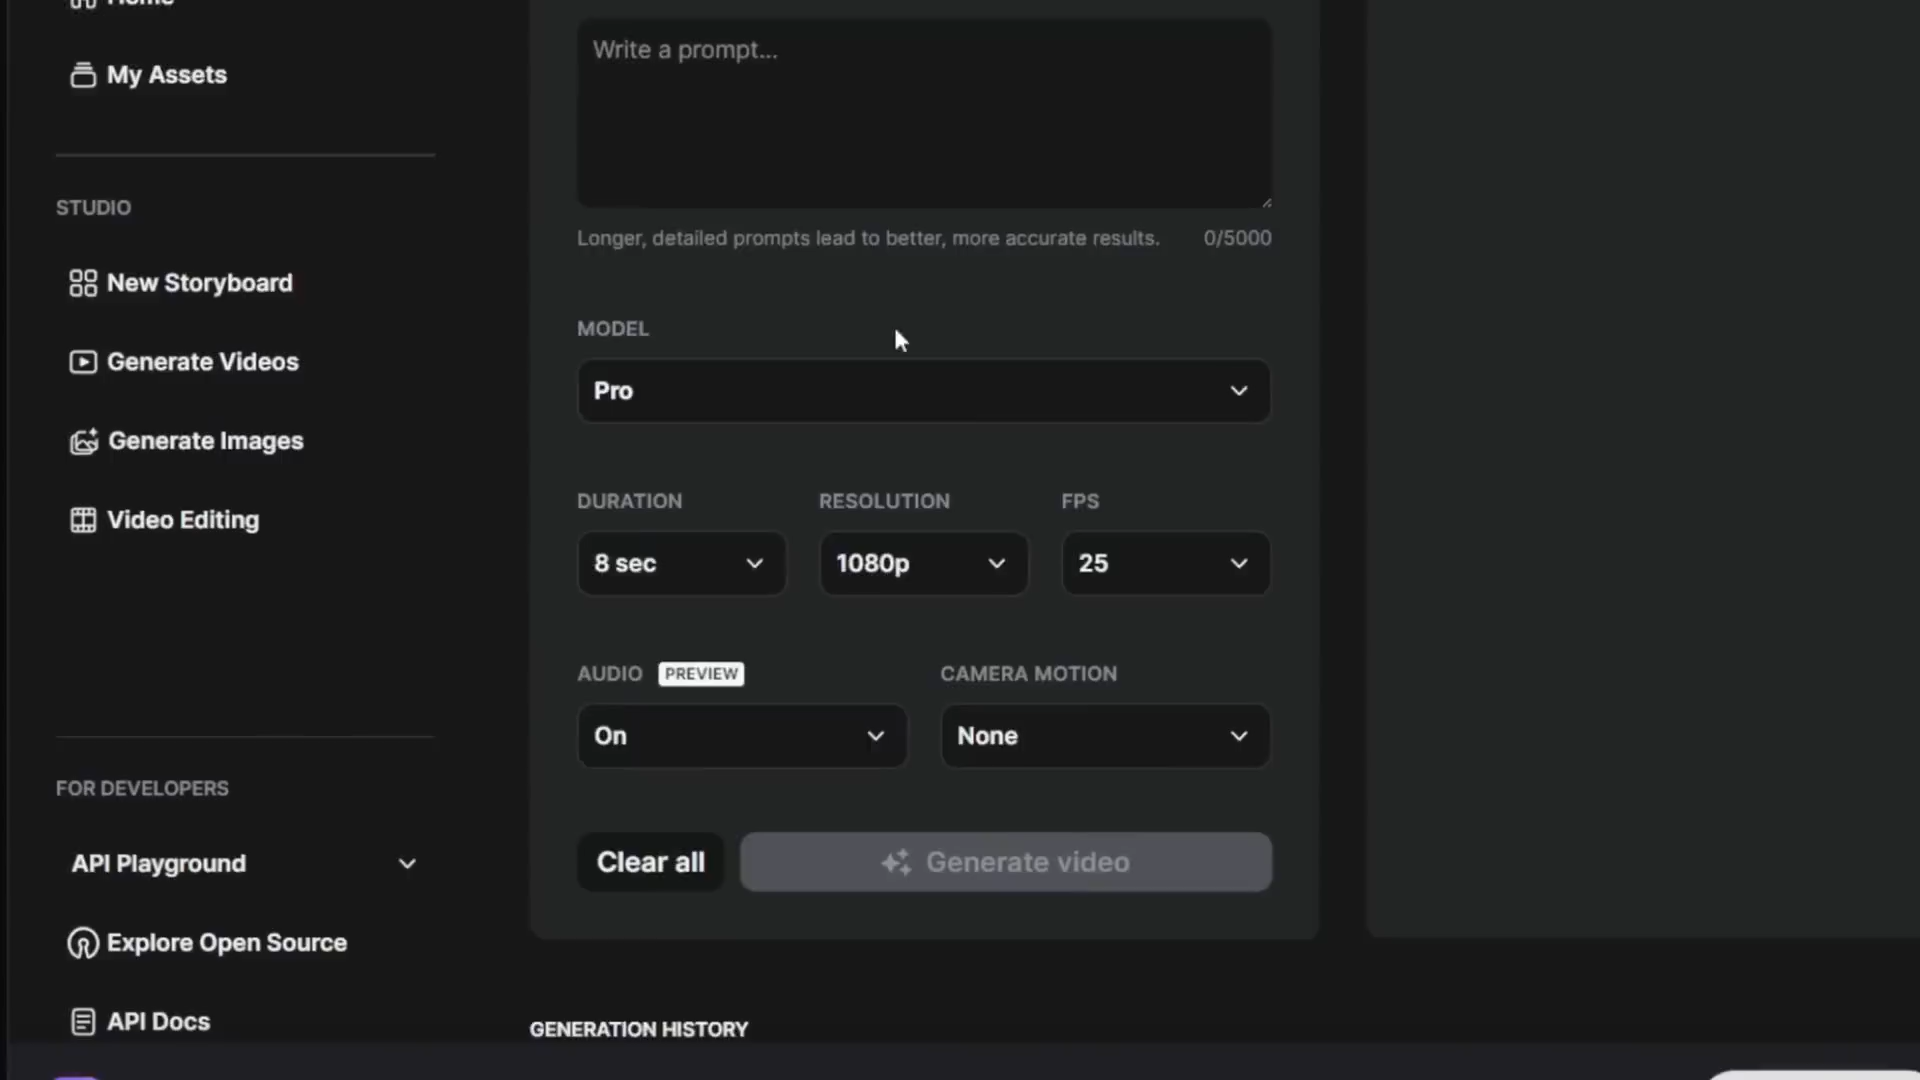 Home
My Assets
STUDIO
New Storyboard
Generate Videos
Generate Images
Video Editing
FOR DEVELOPERS
API Playground
Explore Open Source
API Docs
Write a prompt...
Longer, detailed prompts lead to better, more accurate results. 0/5000
MODEL
Pro
DURATION RESOLUTION FPS
8 sec 1080p 25
AUDIO PREVIEW CAMERA MOTION
On None
Clear all Generate video
GENERATION HISTORY